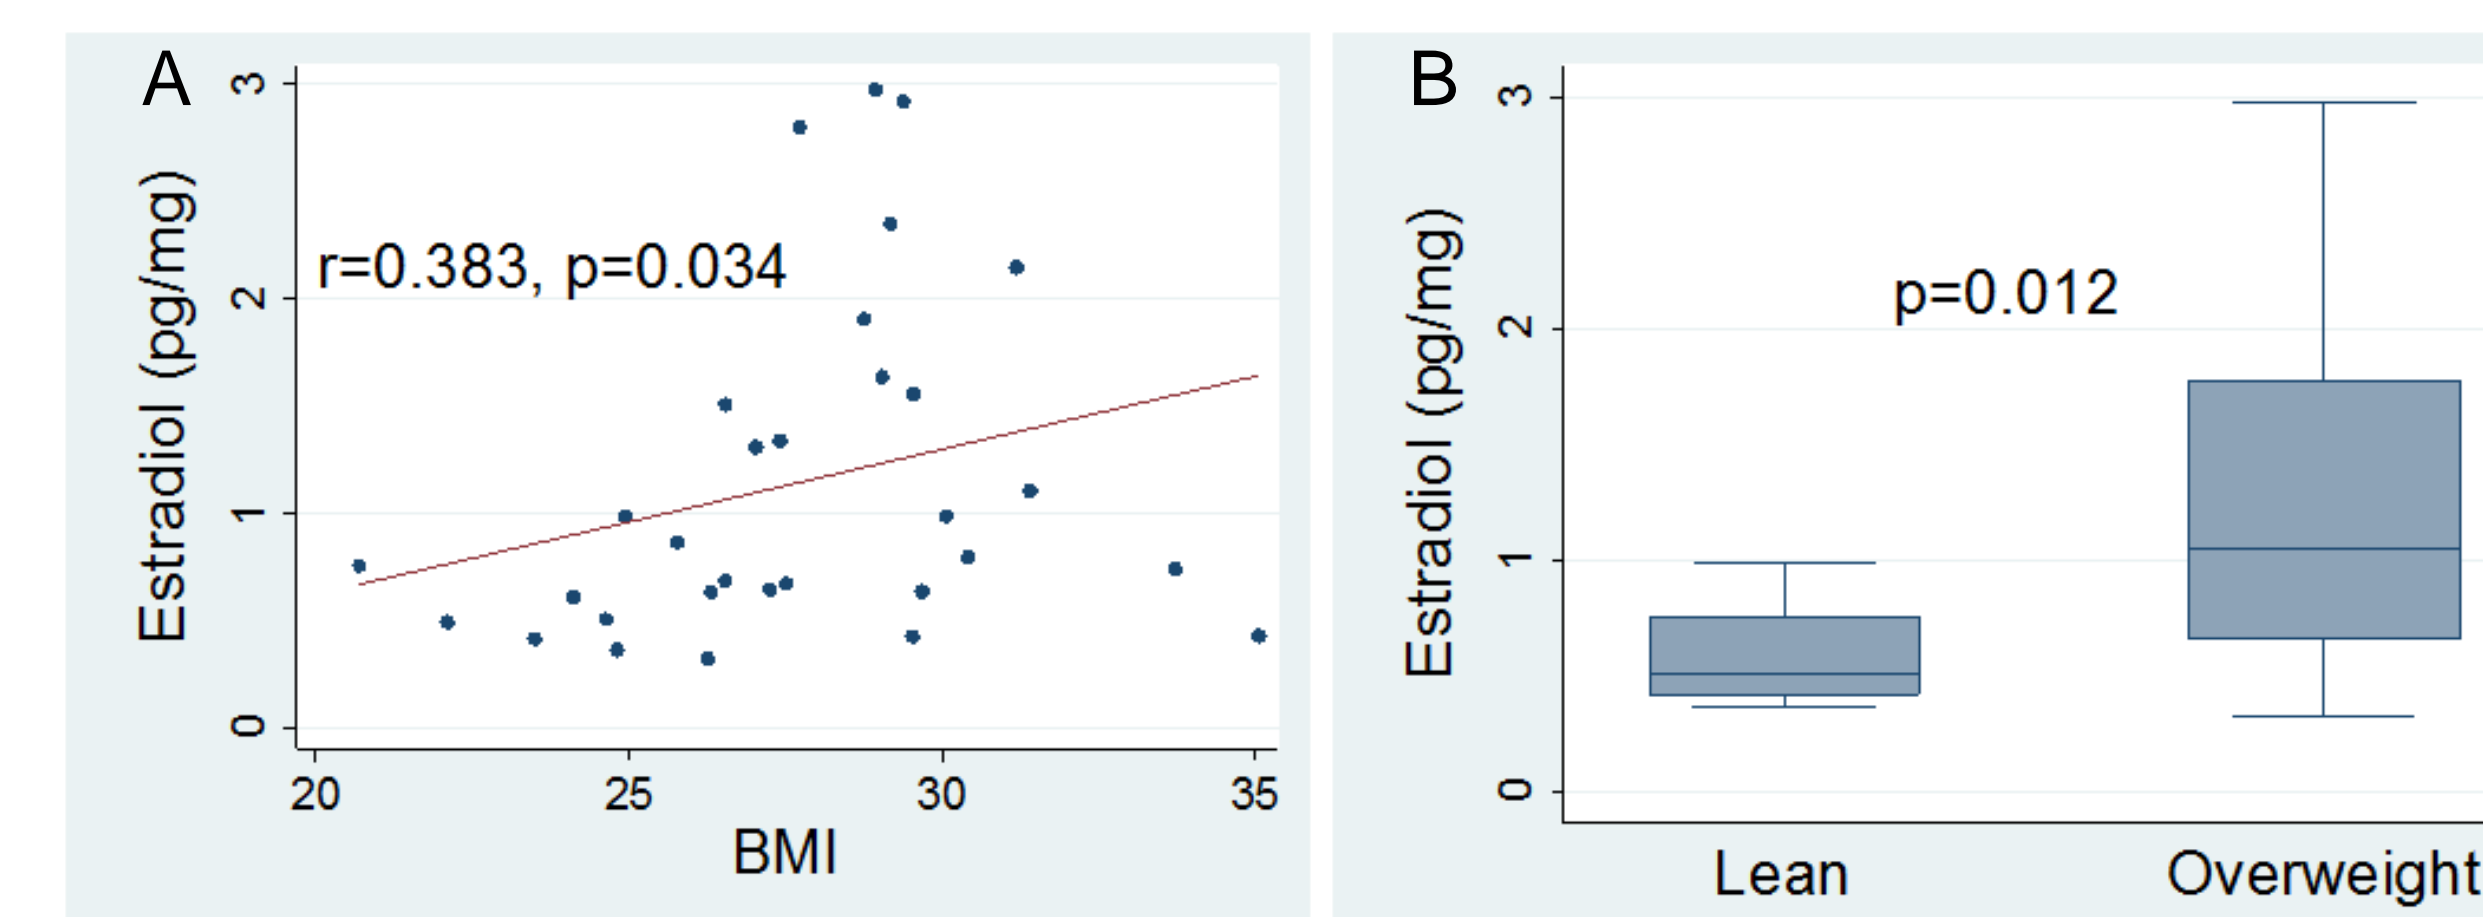 A
Estradiol (pg/mg)
3
2
1
0
r=0.383, p=0.034
20 25 30 35
BMI
B
Estradiol (pg/mg)
3
2
1
0
p=0.012
Lean Overweight